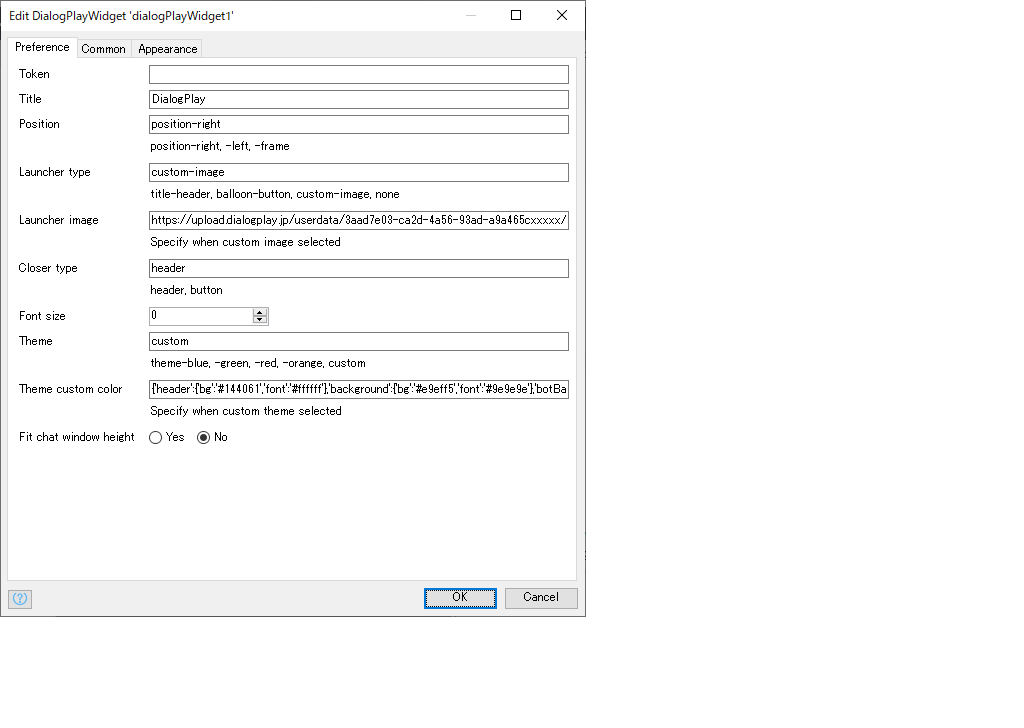 Edit DialogPlayWidget 'dialogPlayWidget1'
Preference Common Appearance
Token
Title DialogPlay
Position position-right
position-right, -left, -frame
Launcher type custom-image
title-header, balloon-button, custom-image, none
Launcher image https://upload.dialogplay.jp/userdata/3aad7e03-ca2d-4a56-93ad-a9a465cxxxxx/
Specify when custom image selected
Closer type header
header, button
Font size 0
Theme custom
theme-blue, -green, -red, -orange, custom
Theme custom color {'header':{'bg':'#144061','font':'#ffffff'},'background':{'bg':'#e9eff5','font':'#9e9e9e'},'botBa
Specify when custom theme selected
Fit chat window height Yes No
OK Cancel